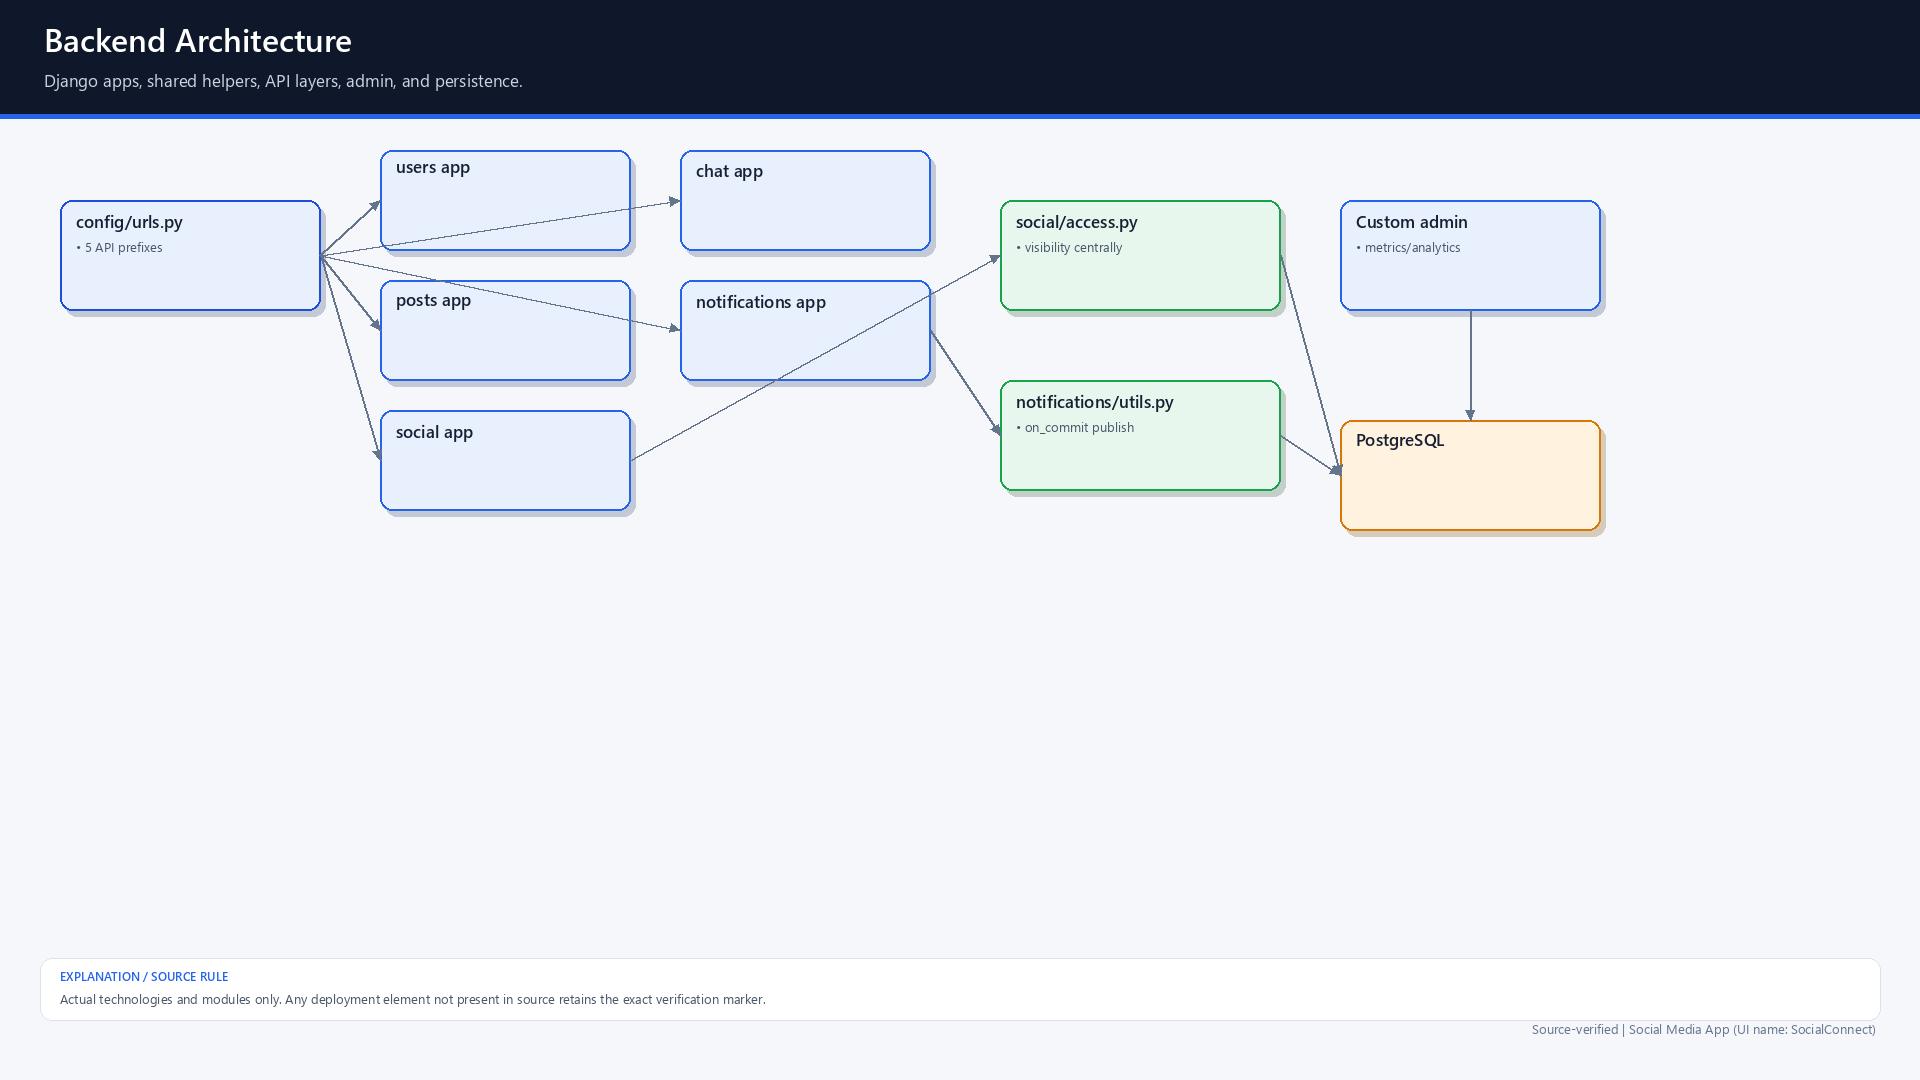 Backend Architecture
Django apps, shared helpers, API layers, admin, and persistence.
config/urls.py
• 5 API prefixes
users app
chat app
posts app
notifications app
social app
social/access.py
• visibility centrally
notifications/utils.py
• on_commit publish
Custom admin
• metrics/analytics
PostgreSQL
EXPLANATION / SOURCE RULE
Actual technologies and modules only. Any deployment element not present in source retains the exact verification marker.
Source-verified | Social Media App (UI name: SocialConnect)